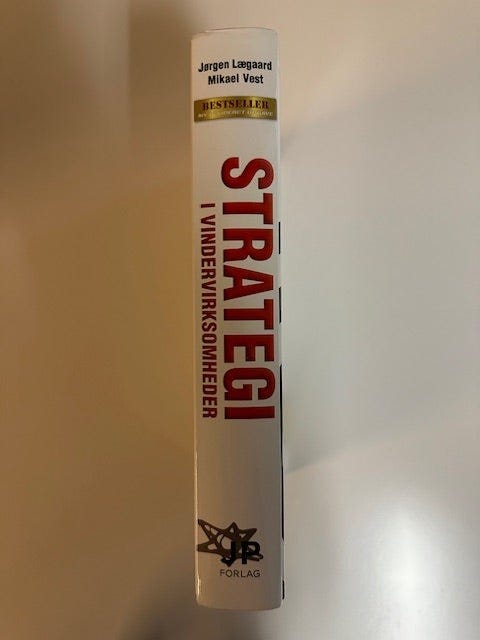 Jørgen Lægaard
Mikael Vest
BESTSELLER
STRATEGI
I VINDERVIRKSOMHEDER
JP
FORLAG